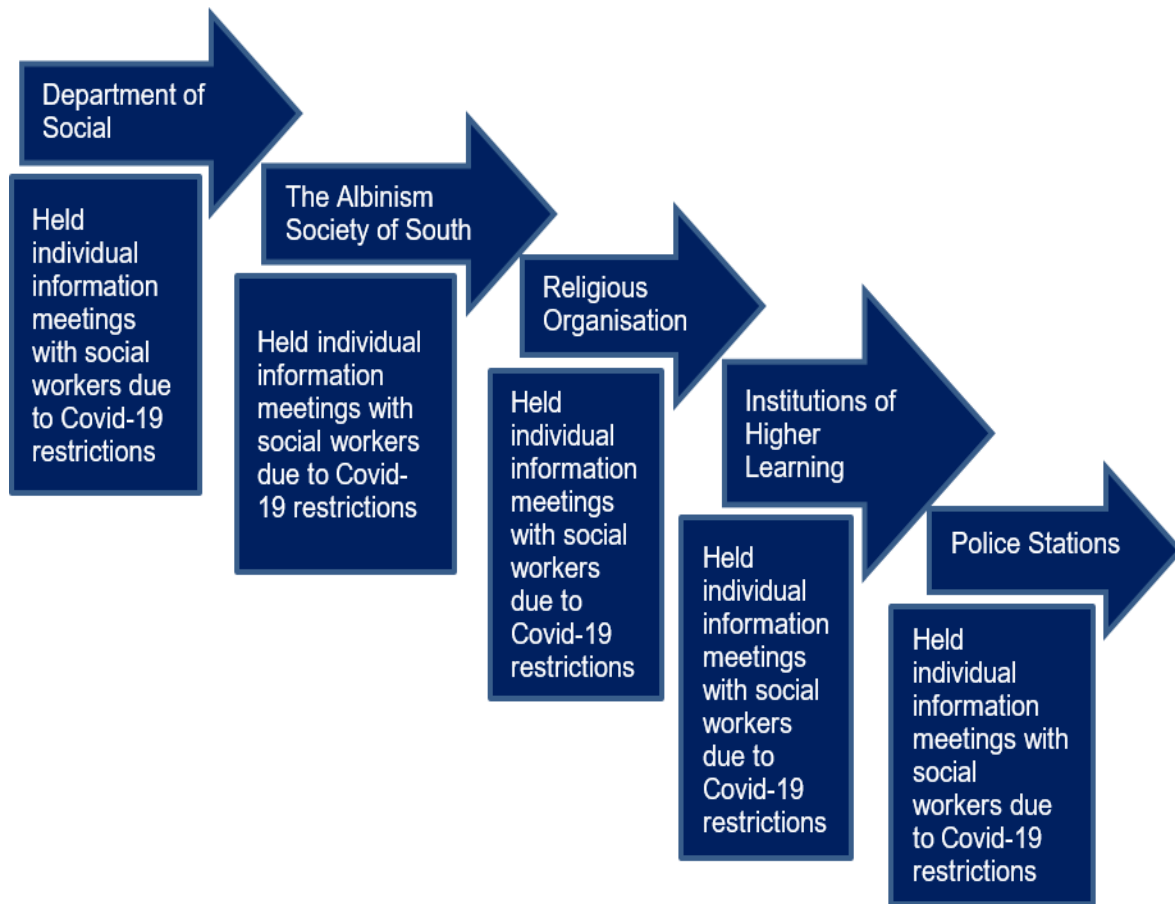 Department of
Social
Held
individual
information
meetings
with social
workers due
to Covid-19
restrictions
The Albinism
Society of South
Held individual
information
meetings with
social workers
due to Covid-
19 restrictions
Religious
Organisation
Held
individual
information
meetings
with social
workers
due to
Covid-19
restrictions
Institutions of
Higher
Learning
Held
individual
information
meetings
with social
workers
due to
Covid-19
restrictions
Police Stations
Held
individual
information
meetings with
social
workers due
to Covid-19
restrictions